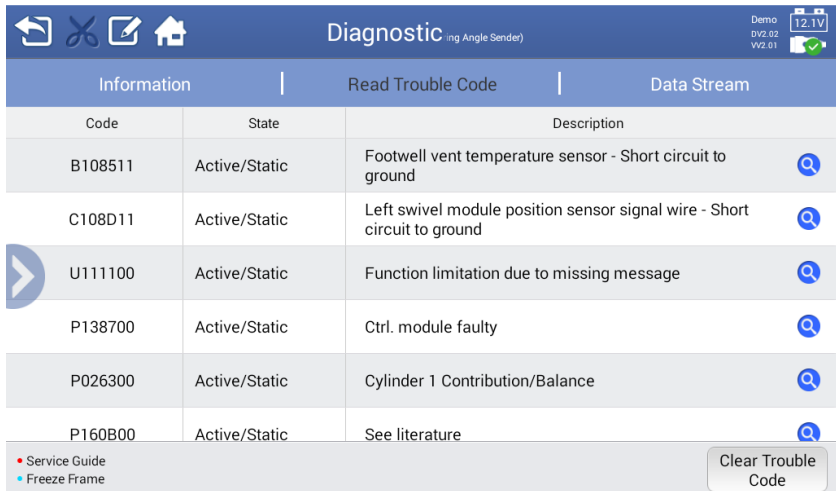 Diagnostic ing Angle Sender)
Demo
DV2.02
VV2.01
12.1V
Information
Read Trouble Code
Data Stream
Code State Description
B108511 Active/Static Footwell vent temperature sensor - Short circuit to
ground
C108D11 Active/Static Left swivel module position sensor signal wire - Short
circuit to ground
U111100 Active/Static Function limitation due to missing message
P138700 Active/Static Ctrl. module faulty
P026300 Active/Static Cylinder 1 Contribution/Balance
P160B00 Active/Static See literature
Service Guide
Freeze Frame
Clear Trouble
Code